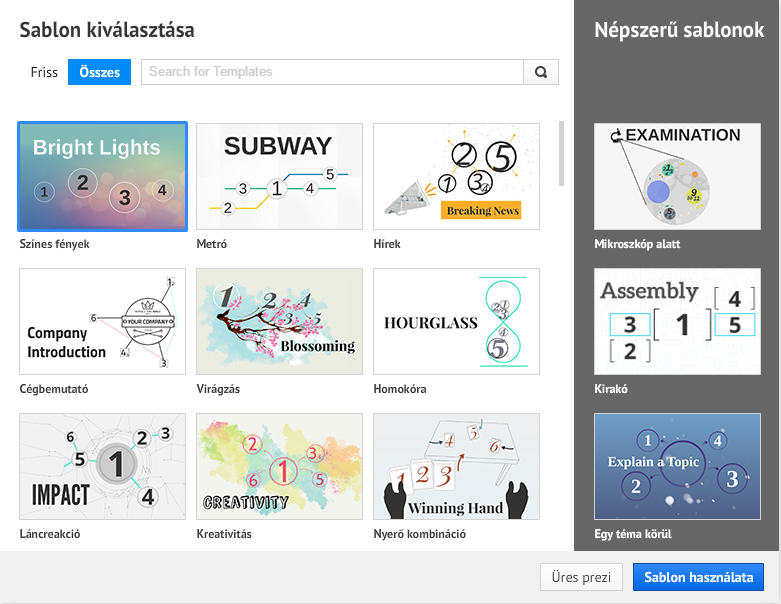 Sablon kiválasztása
Népszerű sablonok
Friss
Összes
Search for Templates
Bright Lights
1
2
3
4
Színes fények
SUBWAY
5
3
1
4
2
Metró
2
5
1
3
4
Breaking News
Hírek
EXAMINATION
1
9
10
11
5
Mikroszkóp alatt
1
2
6
Company
Introduction
YOUR COMPANY
4
3
Cégbemutató
1
2
4
3
5
Blossoming
Virágzás
HOURGLASS
2
3
4
5
Homokóra
Assembly
[4]
3
[1]
5
[2]
Kirakó
6
2
3
5
1
4
IMPACT
Láncreakció
2
3
4
6
1
5
CREATIVITY
Kreativitás
4
5
6
1
2
3
Winning Hand
Nyerő kombináció
1
4
Explain a Topic
2
3
Egy téma körül
Üres prezi
Sablon használata